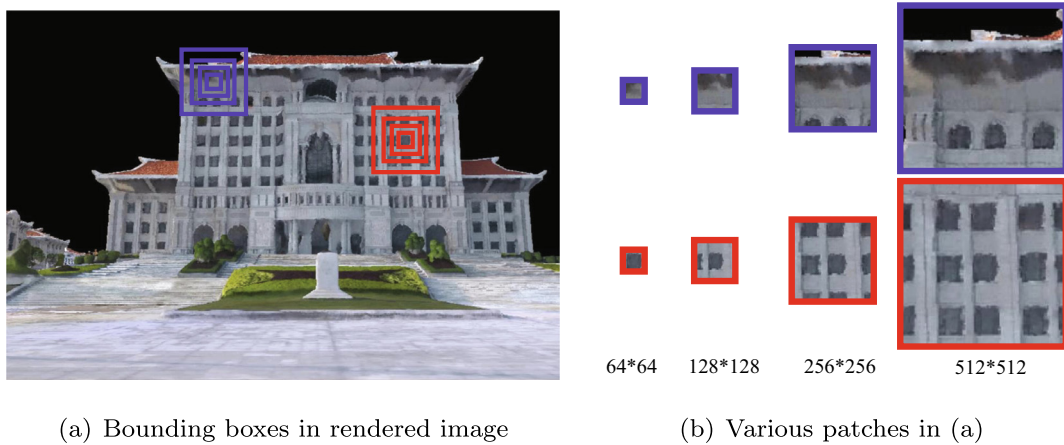 64*64 128*128 256*256 512*512
(a) Bounding boxes in rendered image (b) Various patches in (a)